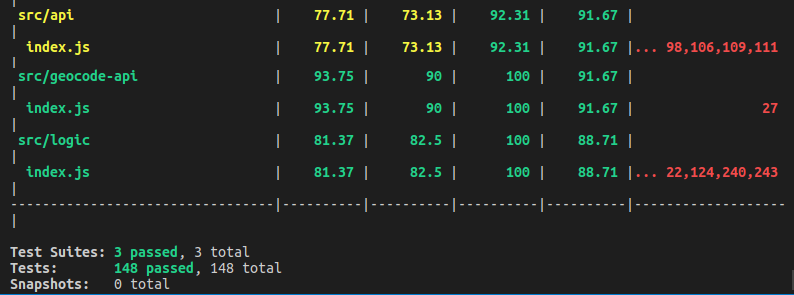 src/api | 77.71 | 73.13 | 92.31 | 91.67 |
|
index.js | 77.71 | 73.13 | 92.31 | 91.67 |... 98,106,109,111
|
src/geocode-api | 93.75 | 90 | 100 | 91.67 |
|
index.js | 93.75 | 90 | 100 | 91.67 | 27
|
src/logic | 81.37 | 82.5 | 100 | 88.71 |
|
index.js | 81.37 | 82.5 | 100 | 88.71 |... 22,124,240,243
|
---------------------------------|----------|----------|----------|----------|-------------------
|
Test Suites: 3 passed, 3 total
Tests: 148 passed, 148 total
Snapshots: 0 total